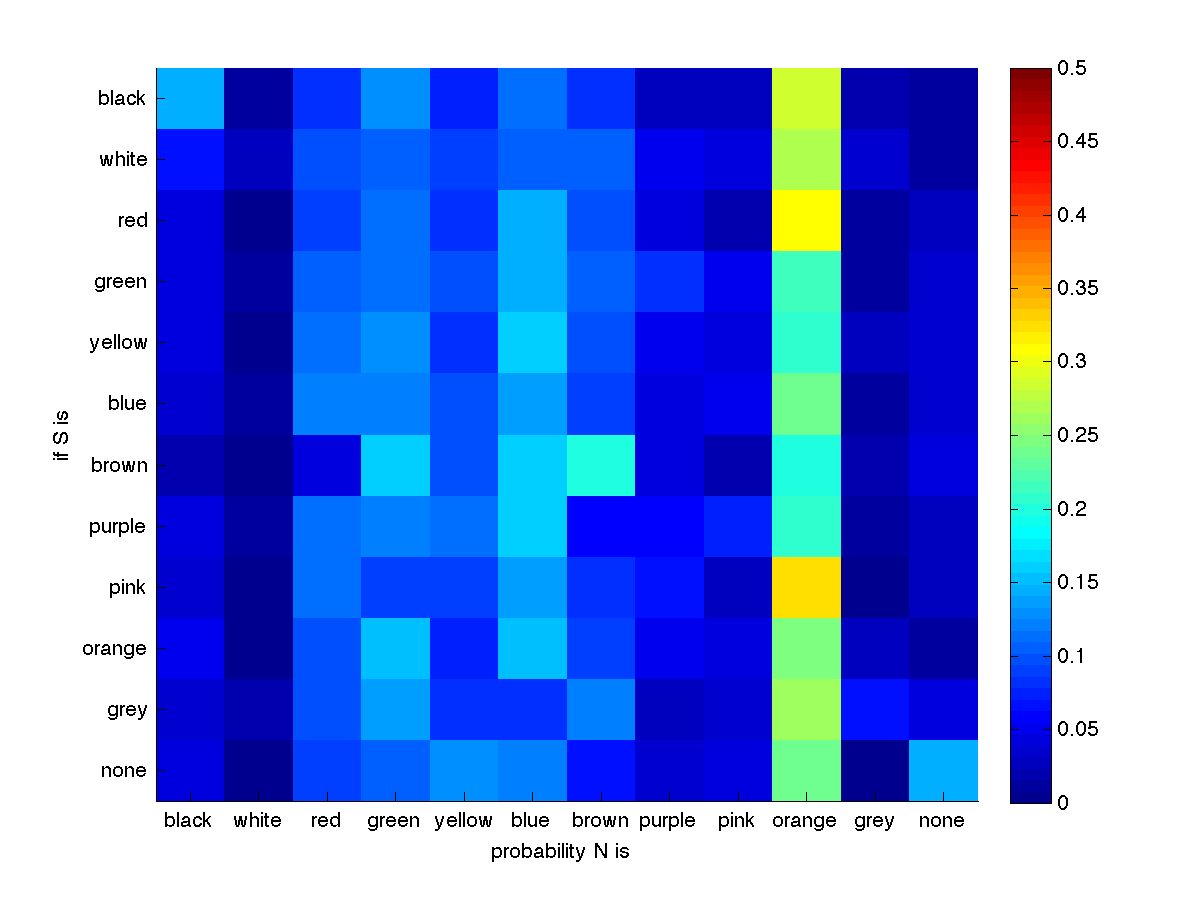 black
white
red
green
yellow
blue
brown
purple
pink
orange
grey
none
if S is
black white red green yellow blue brown purple pink orange grey none
probability N is
0.5
0.45
0.4
0.35
0.3
0.25
0.2
0.15
0.1
0.05
0